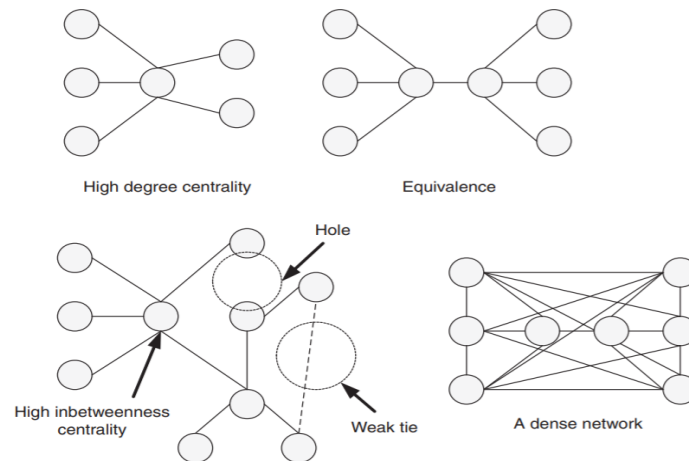 High degree centrality
Equivalence
Hole
High inbetweenness
centrality
Weak tie
A dense network